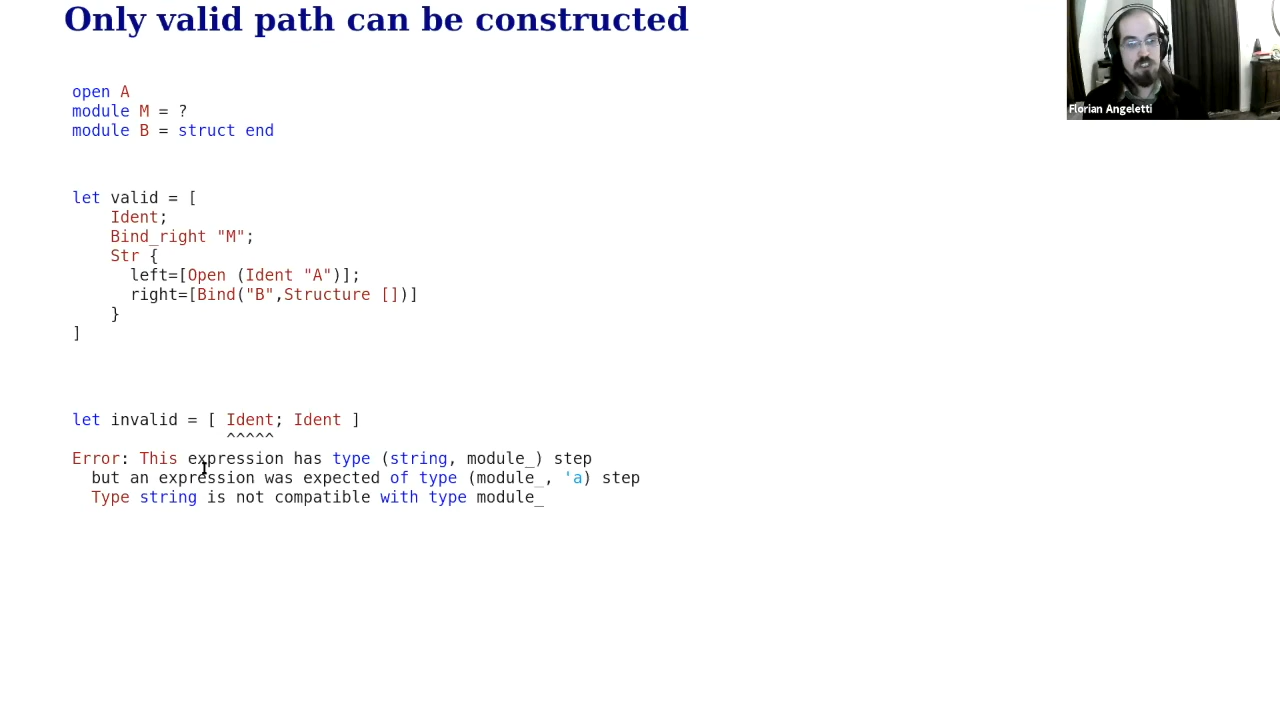 Only valid path can be constructed
Florian Angeletti
open A
module M = ?
module B = struct end
let valid = [
Ident;
Bind_right "M";
Str {
left=[Open (Ident "A")];
right=[Bind("B",Structure [])]
}
]
let invalid = [ Ident; Ident ]
^^^^^
Error: This expression has type (string, module_) step
but an expression was expected of type (module_, 'a) step
Type string is not compatible with type module_